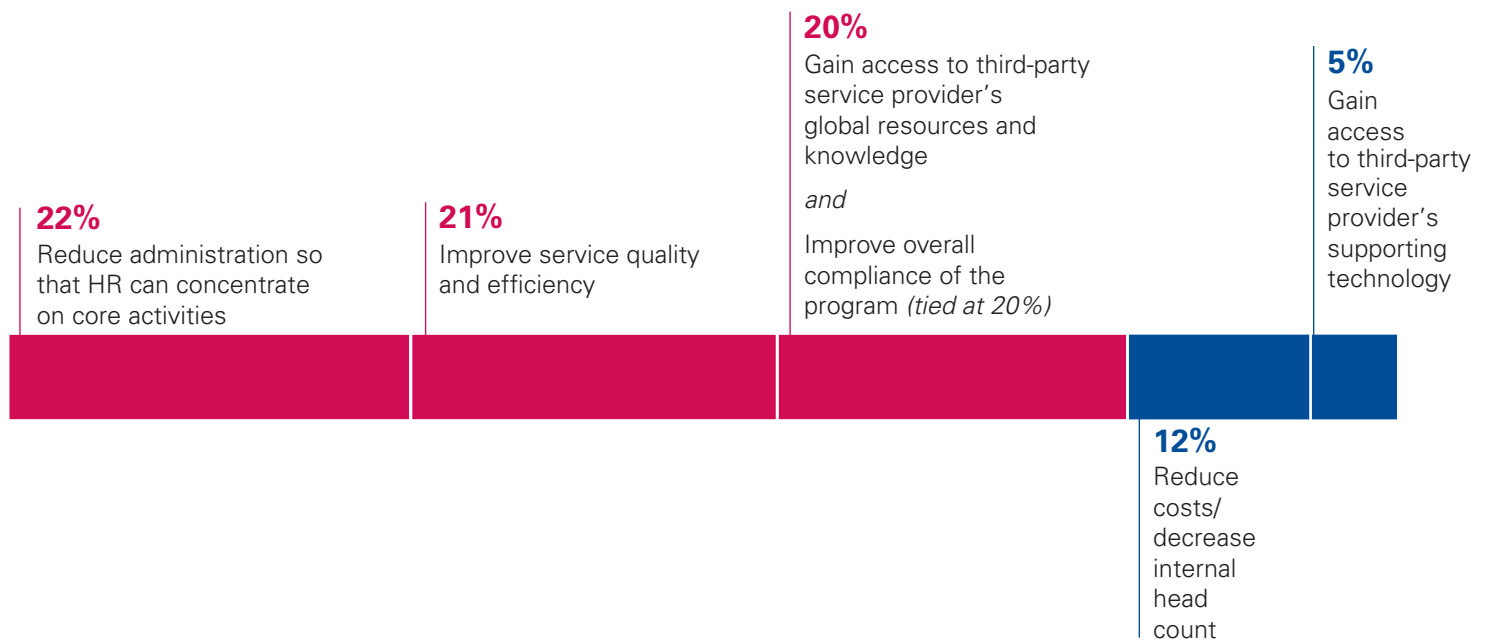 22%
Reduce administration so
that HR can concentrate
on core activities
21%
Improve service quality
and efficiency
20%
Gain access to third-party
service provider’s
global resources and
knowledge
and
Improve overall
compliance of the
program (tied at 20%)
12%
Reduce
costs/
decrease
internal
head
count
5%
Gain
access
to third-party
service
provider’s
supporting
technology